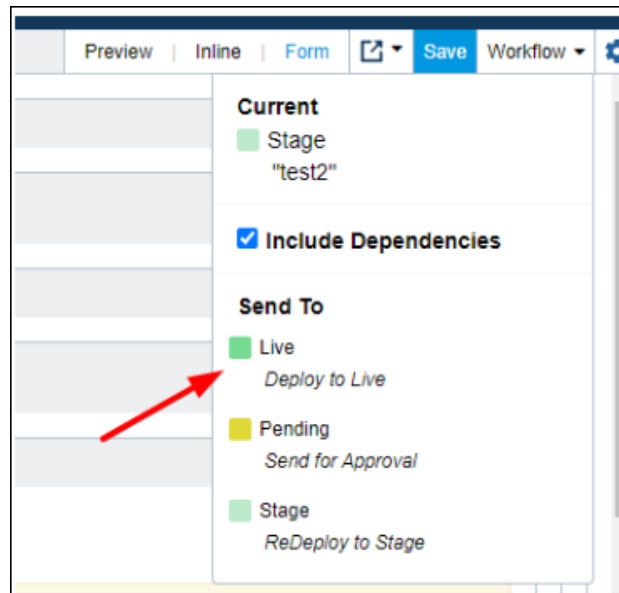 Preview | Inline | Form Save Workflow
Current
Stage
"test2"
Include Dependencies
Send To
Live
Deploy to Live
Pending
Send for Approval
Stage
ReDeploy to Stage